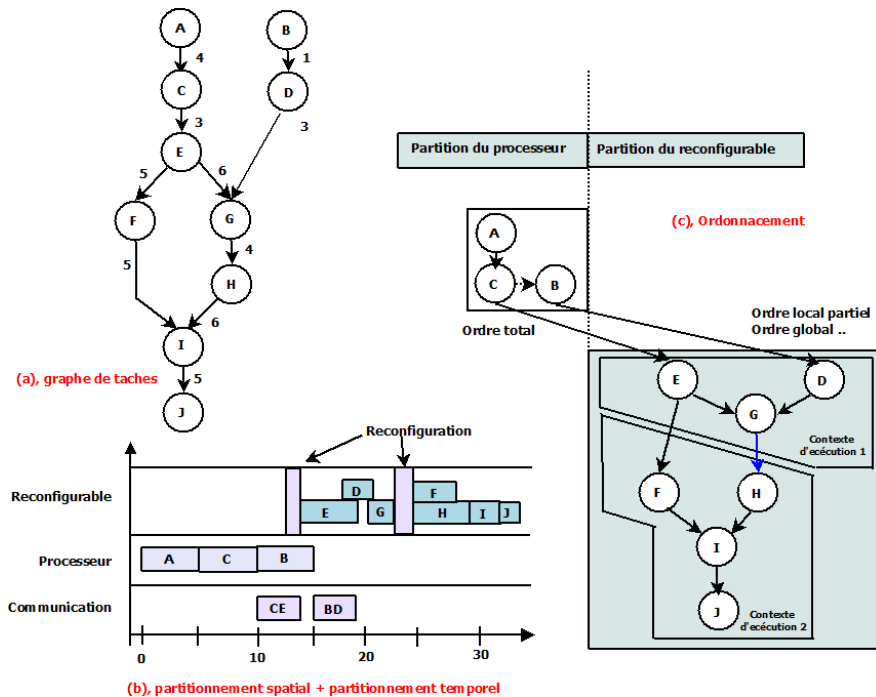 A
B
4
1
C
D
3
3
E
5
6
F
G
5
4
H
6
I
5
J
(a), graphe de taches
Partition du processeur
Partition du reconfigurable
(c), Ordonnacement
A
C
B
Ordre total
Ordre local partiel
Ordre global ..
E
D
G
Contexte
d'ecécution 1
F
H
I
J
Contexte
d'ecécution 2
Reconfiguration
Reconfigurable
D
F
E
G
H
I
J
Processeur
A
C
B
Communication
CE
BD
0
10
20
30
(b), partitionnement spatial + partitionnement temporel